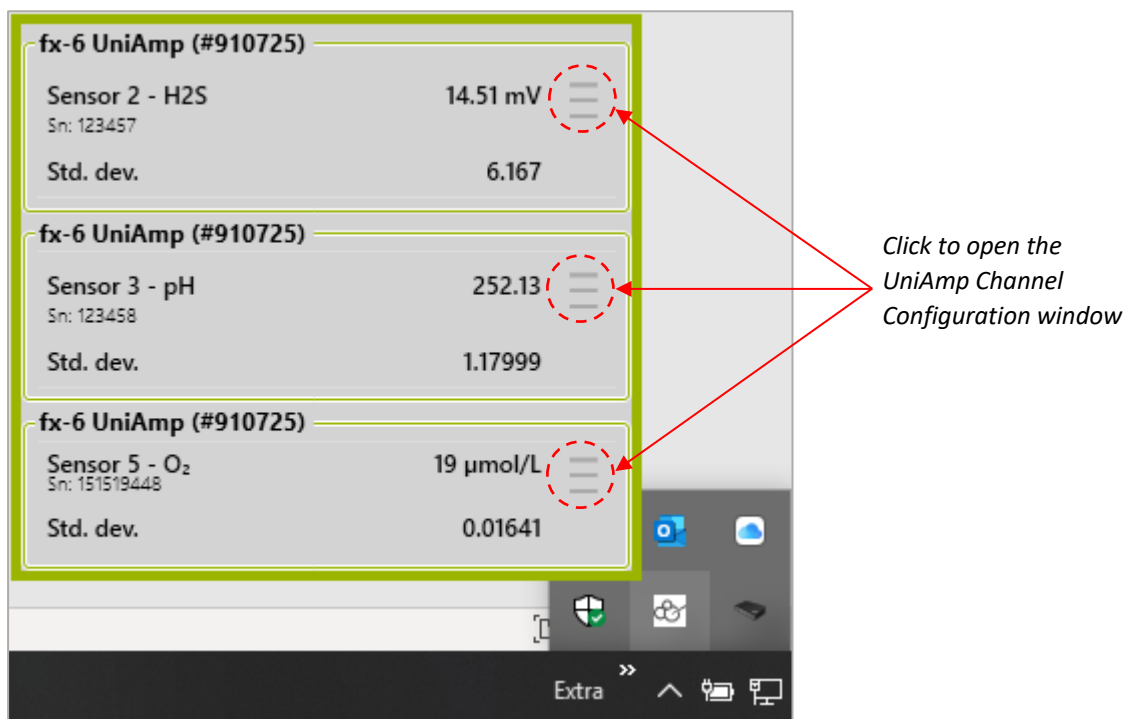 fx-6 UniAmp (#910725)
Sensor 2 - H2S 14.51 mV
Sn: 123457
Std. dev. 6.167
fx-6 UniAmp (#910725)
Sensor 3 - pH 252.13
Sn: 123458
Std. dev. 1.17999
fx-6 UniAmp (#910725)
Sensor 5 - O₂ 19 µmol/L
Sn: 151519448
Std. dev. 0.01641
Click to open the
UniAmp Channel
Configuration window
Extra